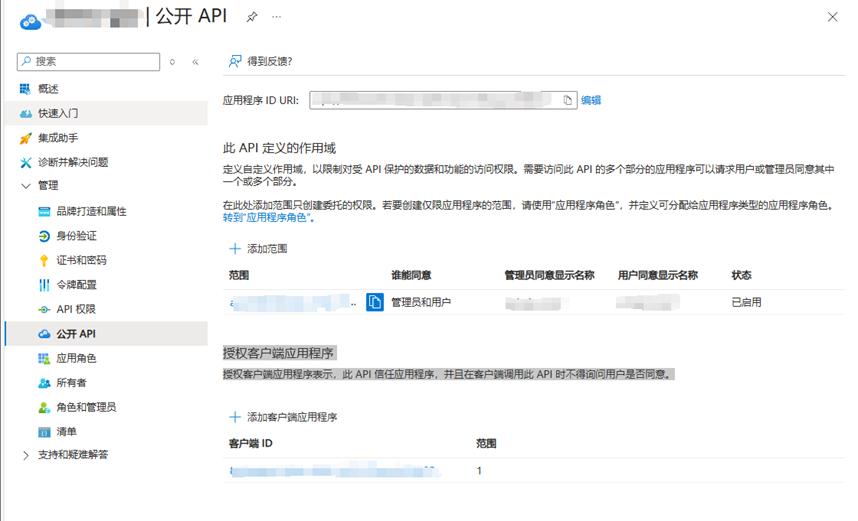 | 公开 API
搜索
得到反馈?
概述
应用程序 ID URI:
编辑
快速入门
集成助手
此 API 定义的作用域
诊断并解决问题
定义自定义作用域，以限制对受 API 保护的数据和功能的访问权限。需要访问此 API 的多个部分的应用程序可以请求用户或管理员同意其中
一个或多个部分。
管理
在此处添加范围只创建委托的权限。若要创建仅限应用程序的范围，请使用“应用程序角色”，并定义可分配给应用程序类型的应用程序角色。
转到“应用程序角色”。
品牌打造和属性
身份验证
添加范围
证书和密码
范围 谁能同意 管理员同意显示名称 用户同意显示名称 状态
令牌配置
管理员和用户 已启用
API 权限
公开 API
授权客户端应用程序
应用角色
授权客户端应用程序表示，此 API 信任应用程序，并且在客户端调用此 API 时不得询问用户是否同意。
所有者
角色和管理员
添加客户端应用程序
清单
客户端 ID 范围
支持和疑难解答
1